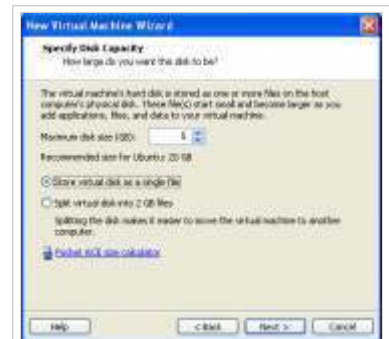 New Virtual Machine Wizard
Specify Disk Capacity
How large do you want this disk to be?
The virtual machine's hard disk is stored as one or more files on the host
computer's physical disk. These file(s) start small and become larger as you
add applications, files, and data to your virtual machine.
Maximum disk size (GB):
Recommended size for Ubuntu: 20 GB
Store virtual disk as a single file
Split virtual disk into 2 GB files
Splitting the disk makes it easier to move the virtual machine to another
computer.
size calculator
Help
< Back
Next >
Cancel